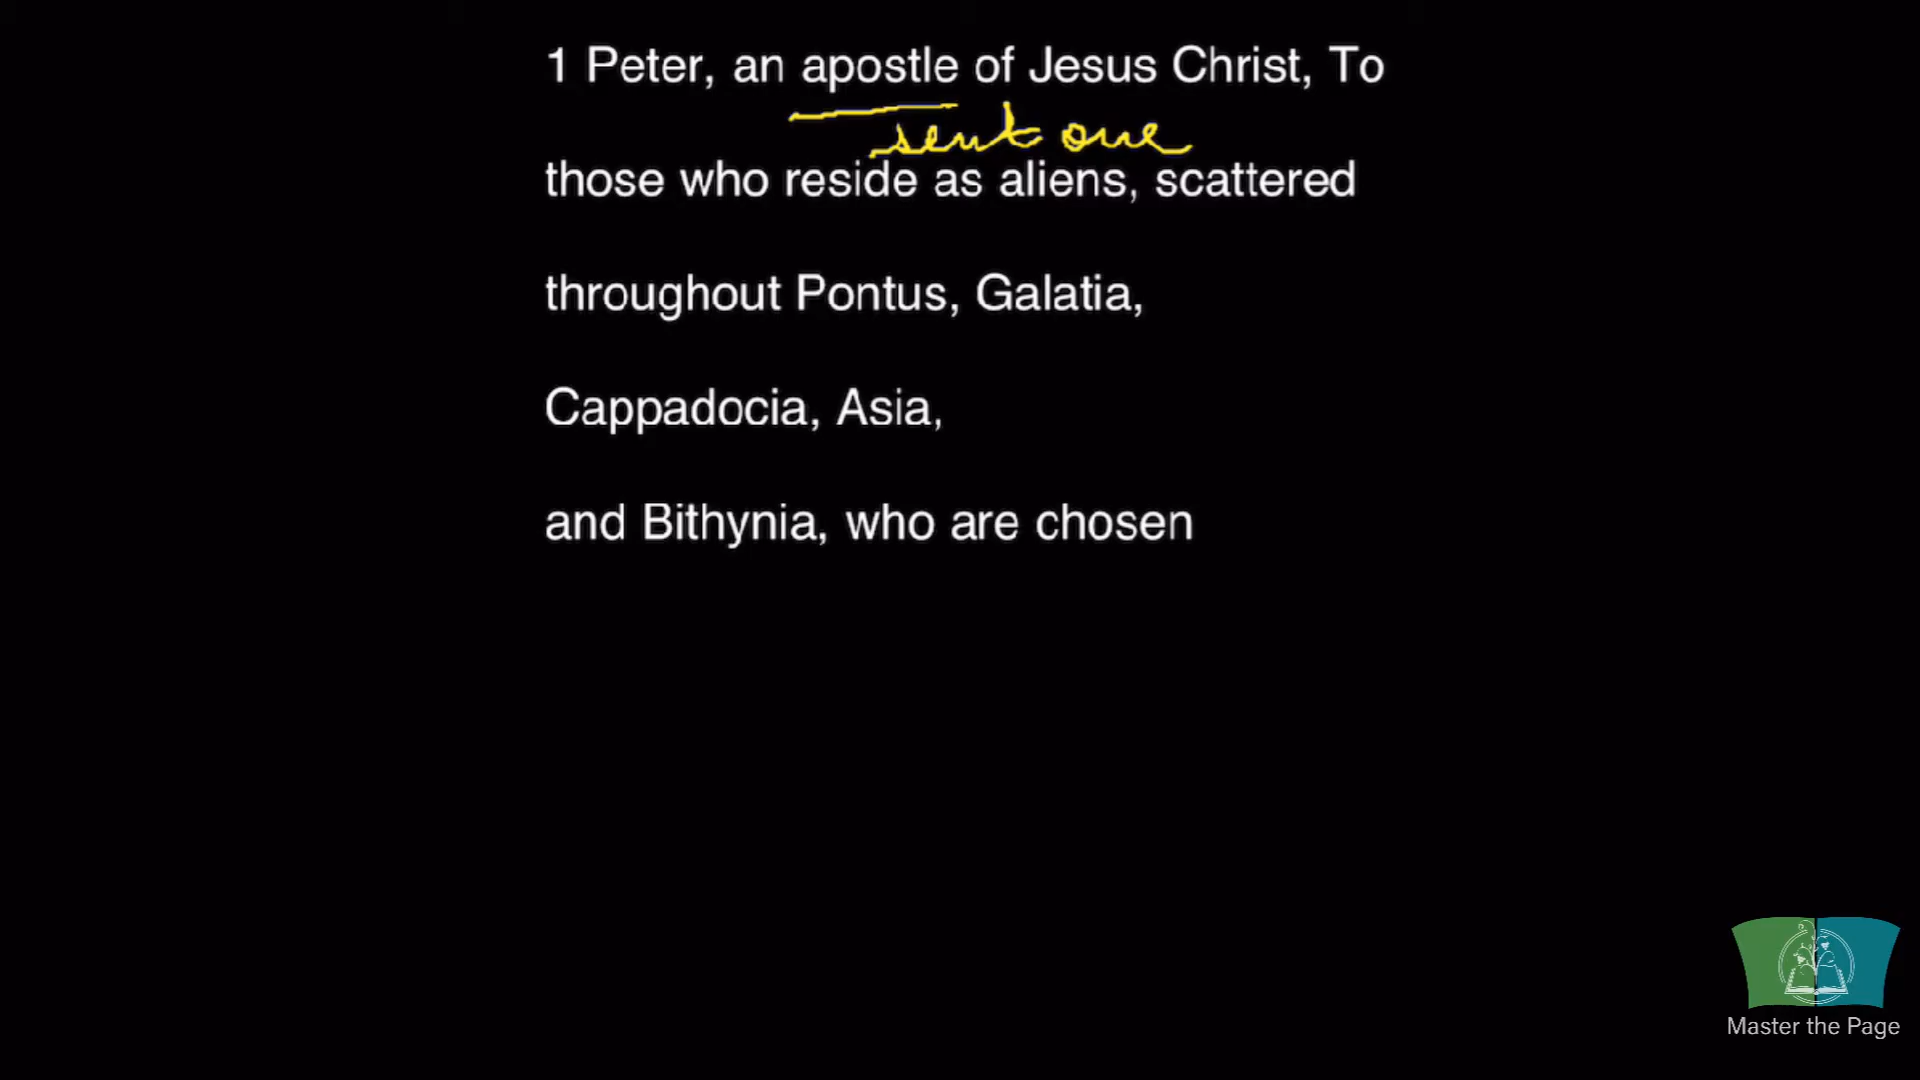 1 Peter, an apostle of Jesus Christ, To
sent one
those who reside as aliens, scattered
throughout Pontus, Galatia,
Cappadocia, Asia,
and Bithynia, who are chosen
Master the Page